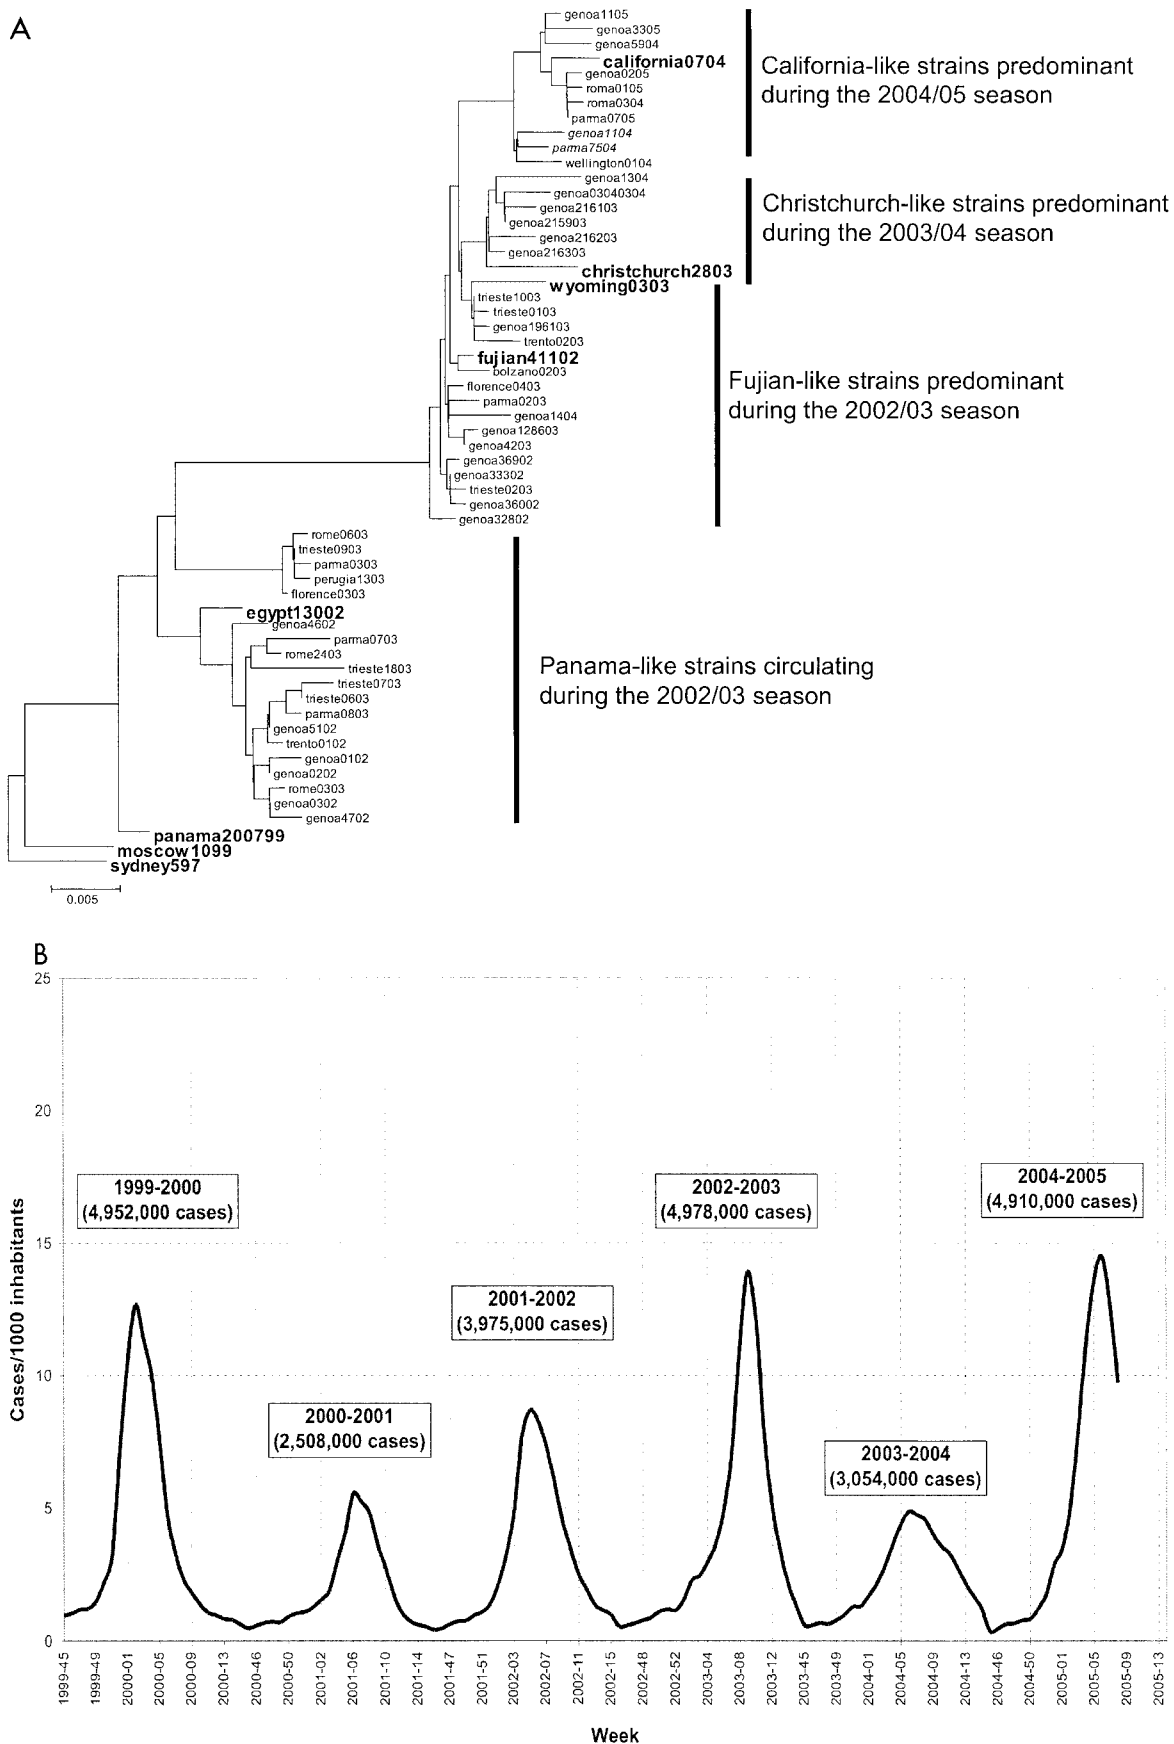 A
genoa1105
genoa3305
genoa5904
california0704
genoa0205
roma0105
roma0304
parma0705
genoa1104
parma7504
wellington0104
California-like strains predominant
during the 2004/05 season
genoa1304
genoa03040304
genoa216103
genoa215903
genoa216203
genoa216303
christchurch2803
Christchurch-like strains predominant
during the 2003/04 season
wyoming0303
trieste1003
trieste0103
genoa196103
trento0203
fujian41102
bolzano0203
florence0403
parma0203
genoa1404
genoa128603
genoa4203
genoa36902
genoa33302
trieste0203
genoa36002
genoa32802
Fujian-like strains predominant
during the 2002/03 season
rome0603
trieste0903
parma0303
perugia1303
florence0303
egypt13002
genoa4602
parma0703
rome2403
trieste1803
trieste0703
trieste0603
parma0803
genoa5102
trento0102
genoa0102
genoa0202
rome0303
genoa0302
genoa4702
Panama-like strains circulating
during the 2002/03 season
panama200799
moscow1099
sydney597
0.005
B
25
20
15
10
5
0
Cases/1000 inhabitants
1999-2000
(4,952,000 cases)
2000-2001
(2,508,000 cases)
2001-2002
(3,975,000 cases)
2002-2003
(4,978,000 cases)
2003-2004
(3,054,000 cases)
2004-2005
(4,910,000 cases)
1999-45
1999-49
2000-01
2000-05
2000-09
2000-13
2000-46
2000-50
2001-02
2001-06
2001-10
2001-14
2001-47
2001-51
2002-03
2002-07
2002-11
2002-15
2002-48
2002-52
2003-04
2003-08
2003-12
2003-45
2003-49
2004-01
2004-05
2004-09
2004-13
2004-46
2004-50
2005-01
2005-05
2005-09
2005-13
Week